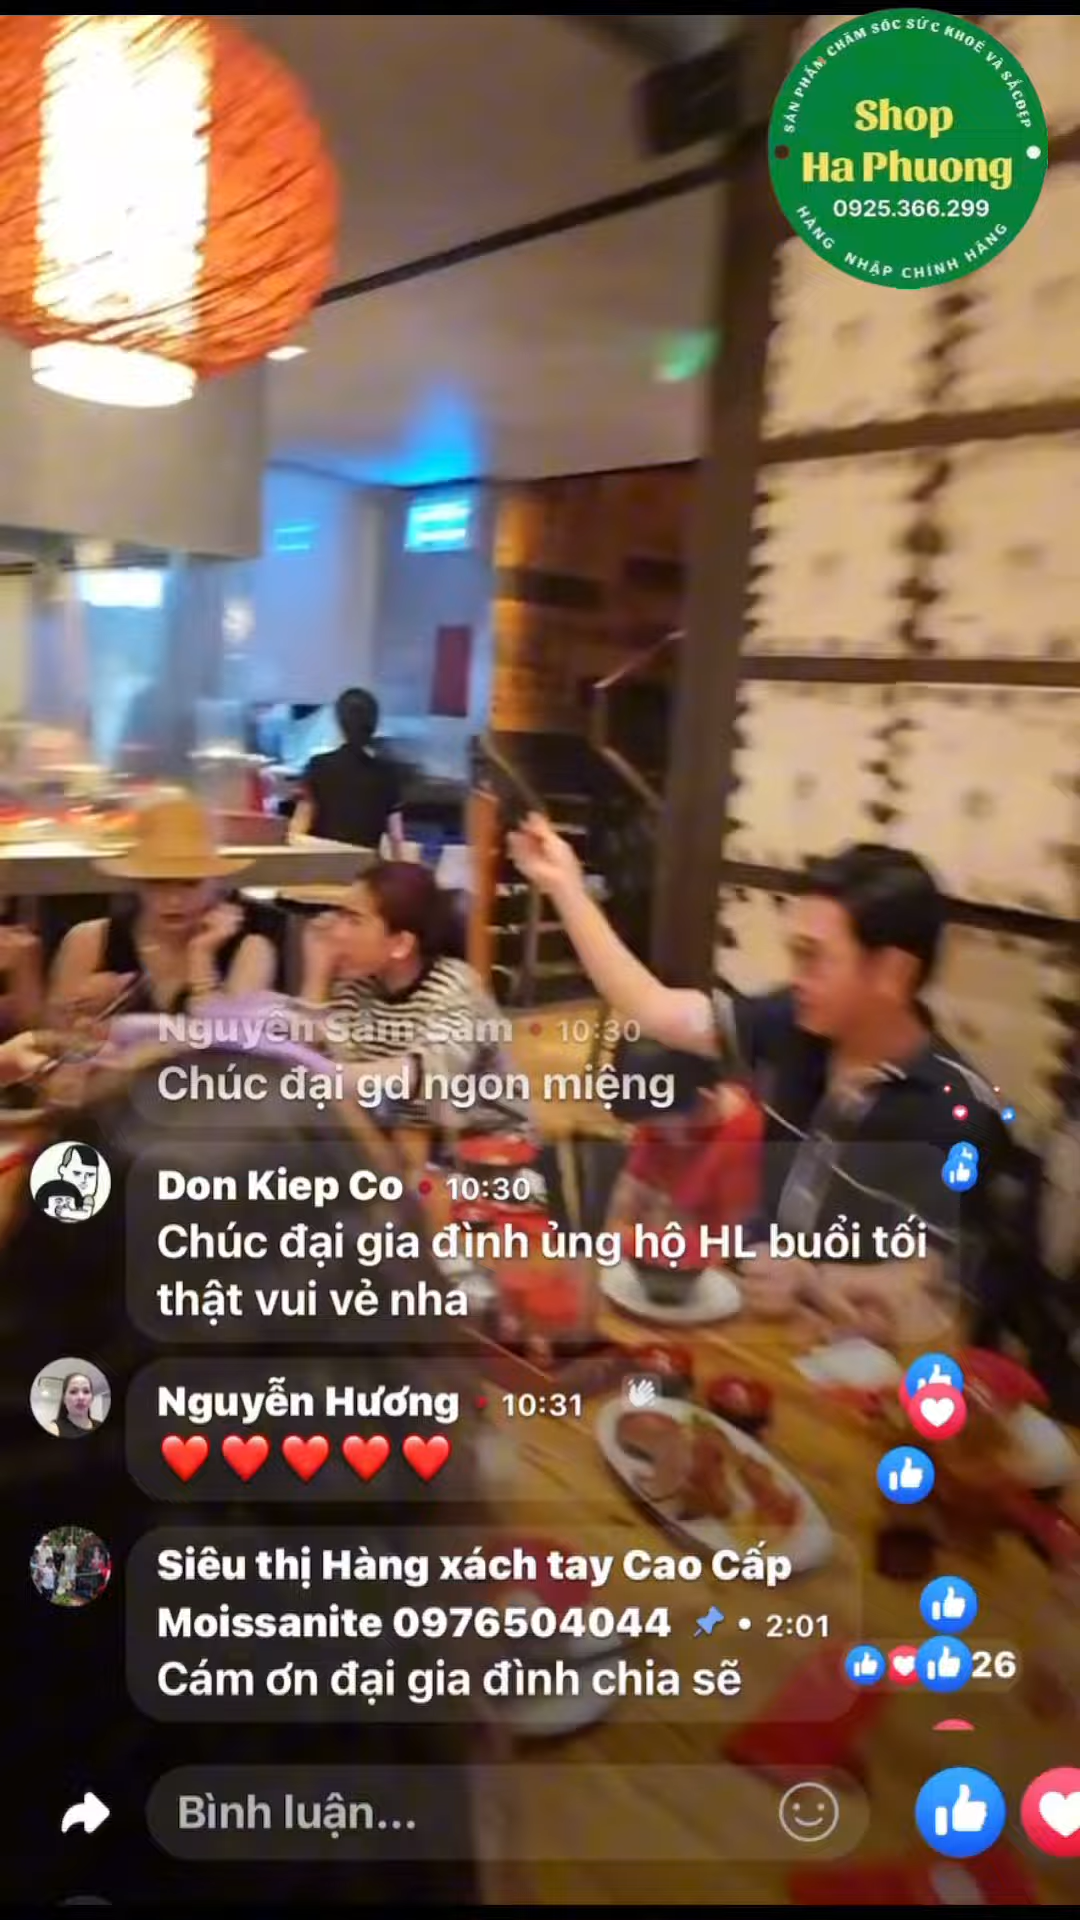 SẢN PHẨM CHĂM SÓC SỨC KHOẺ VÀ SẮCĐẸP
Shop
Ha Phuong
0925.366.299
HÀNG NHẬP CHÍNH HÃNG
Nguyễn Sâm Sâm • 10:30
Chúc đại gd ngon miệng
Don Kiep Co • 10:30
Chúc đại gia đình ủng hộ HL buổi tối
thật vui vẻ nha
Nguyễn Hương • 10:31
❤️❤️❤️❤️❤️
Siêu thị Hàng xách tay Cao Cấp
Moissanite 0976504044 📌 • 2:01
Cám ơn đại gia đình chia sẽ
26
Bình luận...